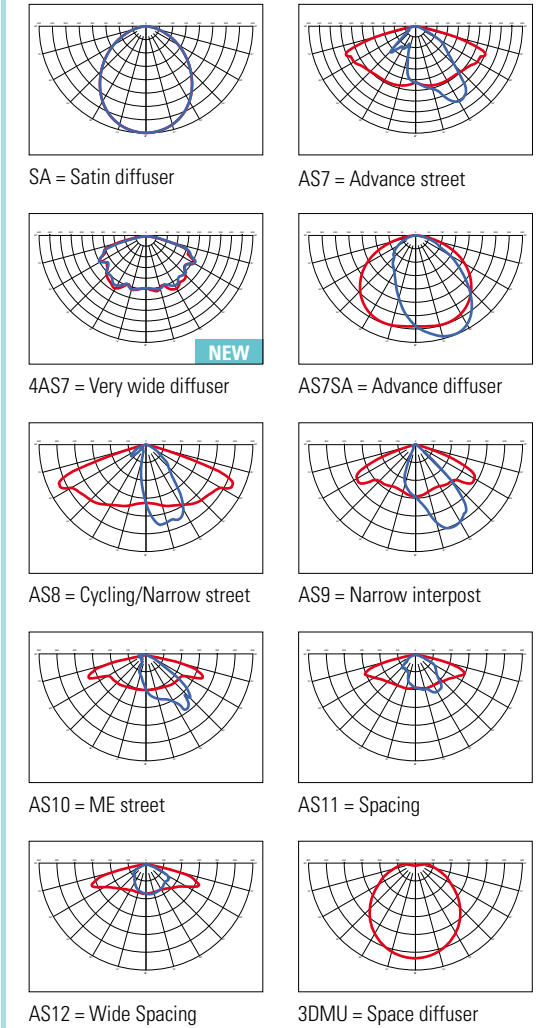 SA = Satin diffuser
AS7 = Advance street
NEW
4AS7 = Very wide diffuser
AS7SA = Advance diffuser
AS8 = Cycling/Narrow street
AS9 = Narrow interpost
AS10 = ME street
AS11 = Spacing
AS12 = Wide Spacing
3DMU = Space diffuser